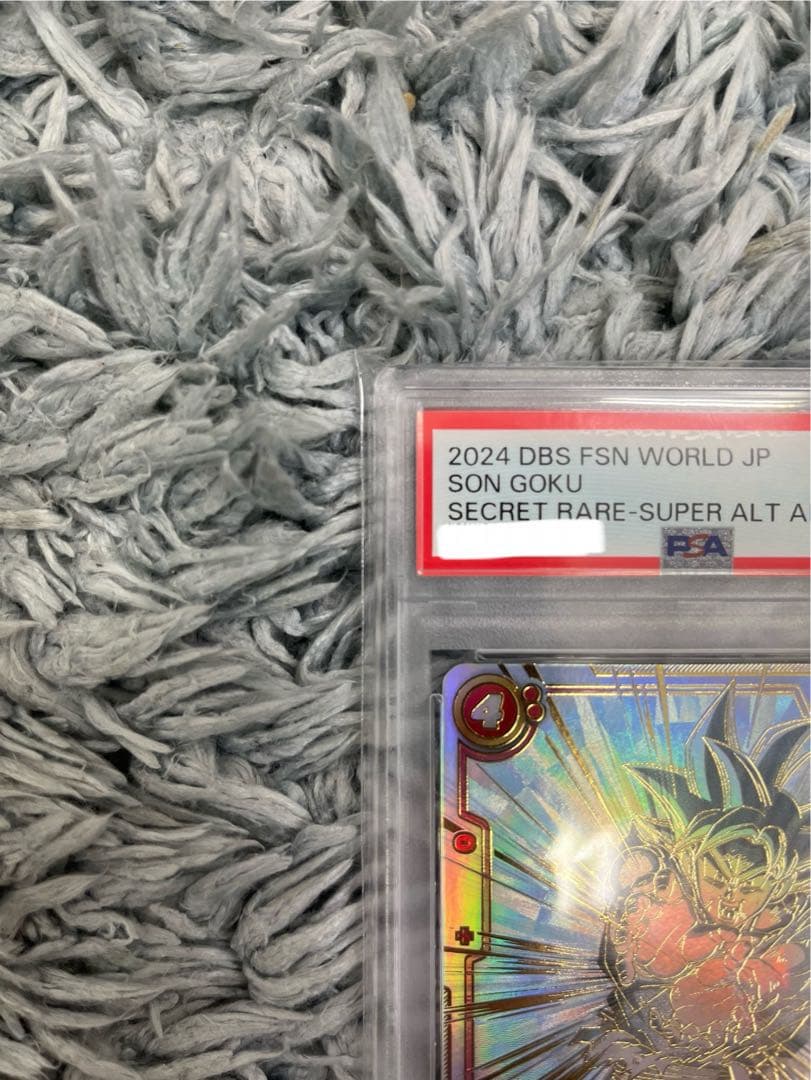 2024 DBS FSN WORLD JP
SON GOKU
SECRET RARE-SUPER ALT A
PSA
4